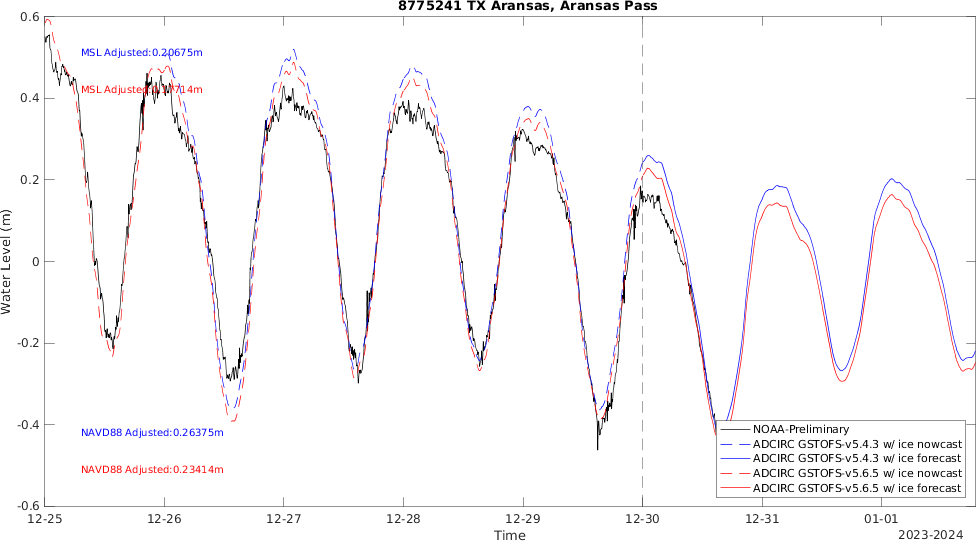 8775241 TX Aransas, Aransas Pass
Water Level (m)
0.6
0.4
0.2
0
-0.2
-0.4
-0.6
MSL Adjusted:0.20675m
MSL Adjusted:
NAVD88 Adjusted:0.26375m
NAVD88 Adjusted:0.23414m
NOAA-Preliminary
ADCIRC GSTOFS-v5.4.3 w/ ice nowcast
ADCIRC GSTOFS-v5.4.3 w/ ice forecast
ADCIRC GSTOFS-v5.6.5 w/ ice nowcast
ADCIRC GSTOFS-v5.6.5 w/ ice forecast
12-25 12-26 12-27 12-28 12-29 12-30 12-31 01-01
2023-2024
Time